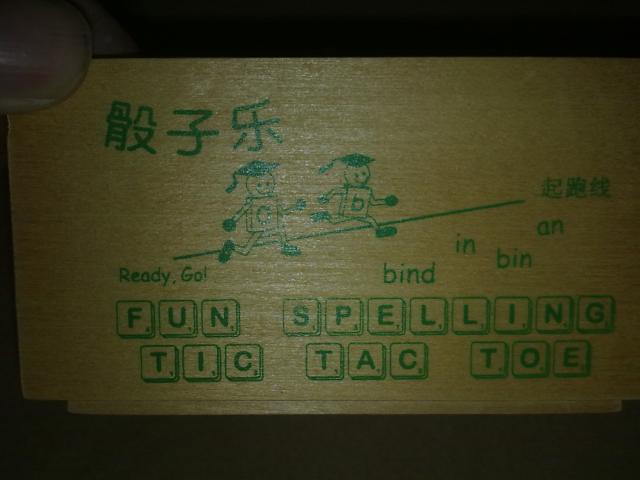 骰子乐
起跑线
an
in
bin
Ready, Go!
bind
FUN SPELLING
TIC TAC TOE